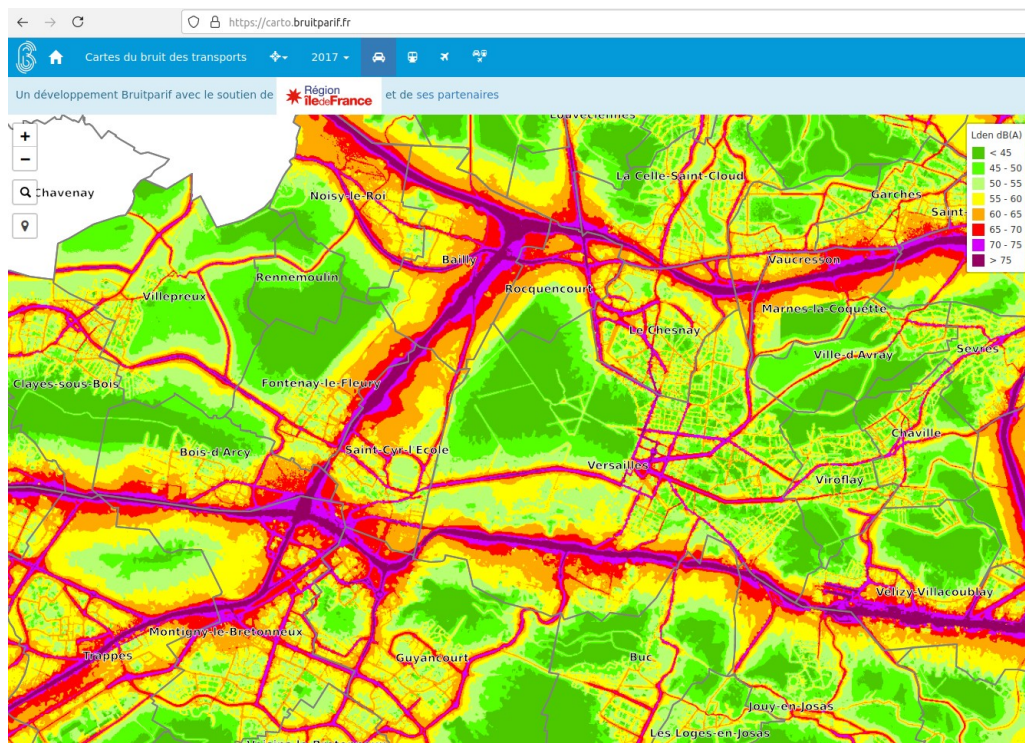 https://carto.bruitparif.fr
Cartes du bruit des transports
2017
Un développement Bruitparif avec le soutien de Région îledeFrance et de ses partenaires
+
−
Lden dB(A)
< 45
45 - 50
50 - 55
55 - 60
60 - 65
65 - 70
70 - 75
> 75
Louveciennes
La Celle-Saint-Cloud
Chavenay
Noisy-le-Roi
Garches
Saint-
Bailly
Vaucresson
Rennemoulin
Rocquencourt
Villepreux
Marnes-la-Coquette
Le Chesnay
Sèvres
Ville-d'Avray
Clayes-sous-Bois
Fontenay-le-Fleury
Chaville
Bois-d'Arcy
Saint-Cyr-l'École
Versailles
Viroflay
Vélizy-Villacoublay
Montigny-le-Bretonneux
Trappes
Guyancourt
Buc
Jouy-en-Josas
Les Loges-en-Josas